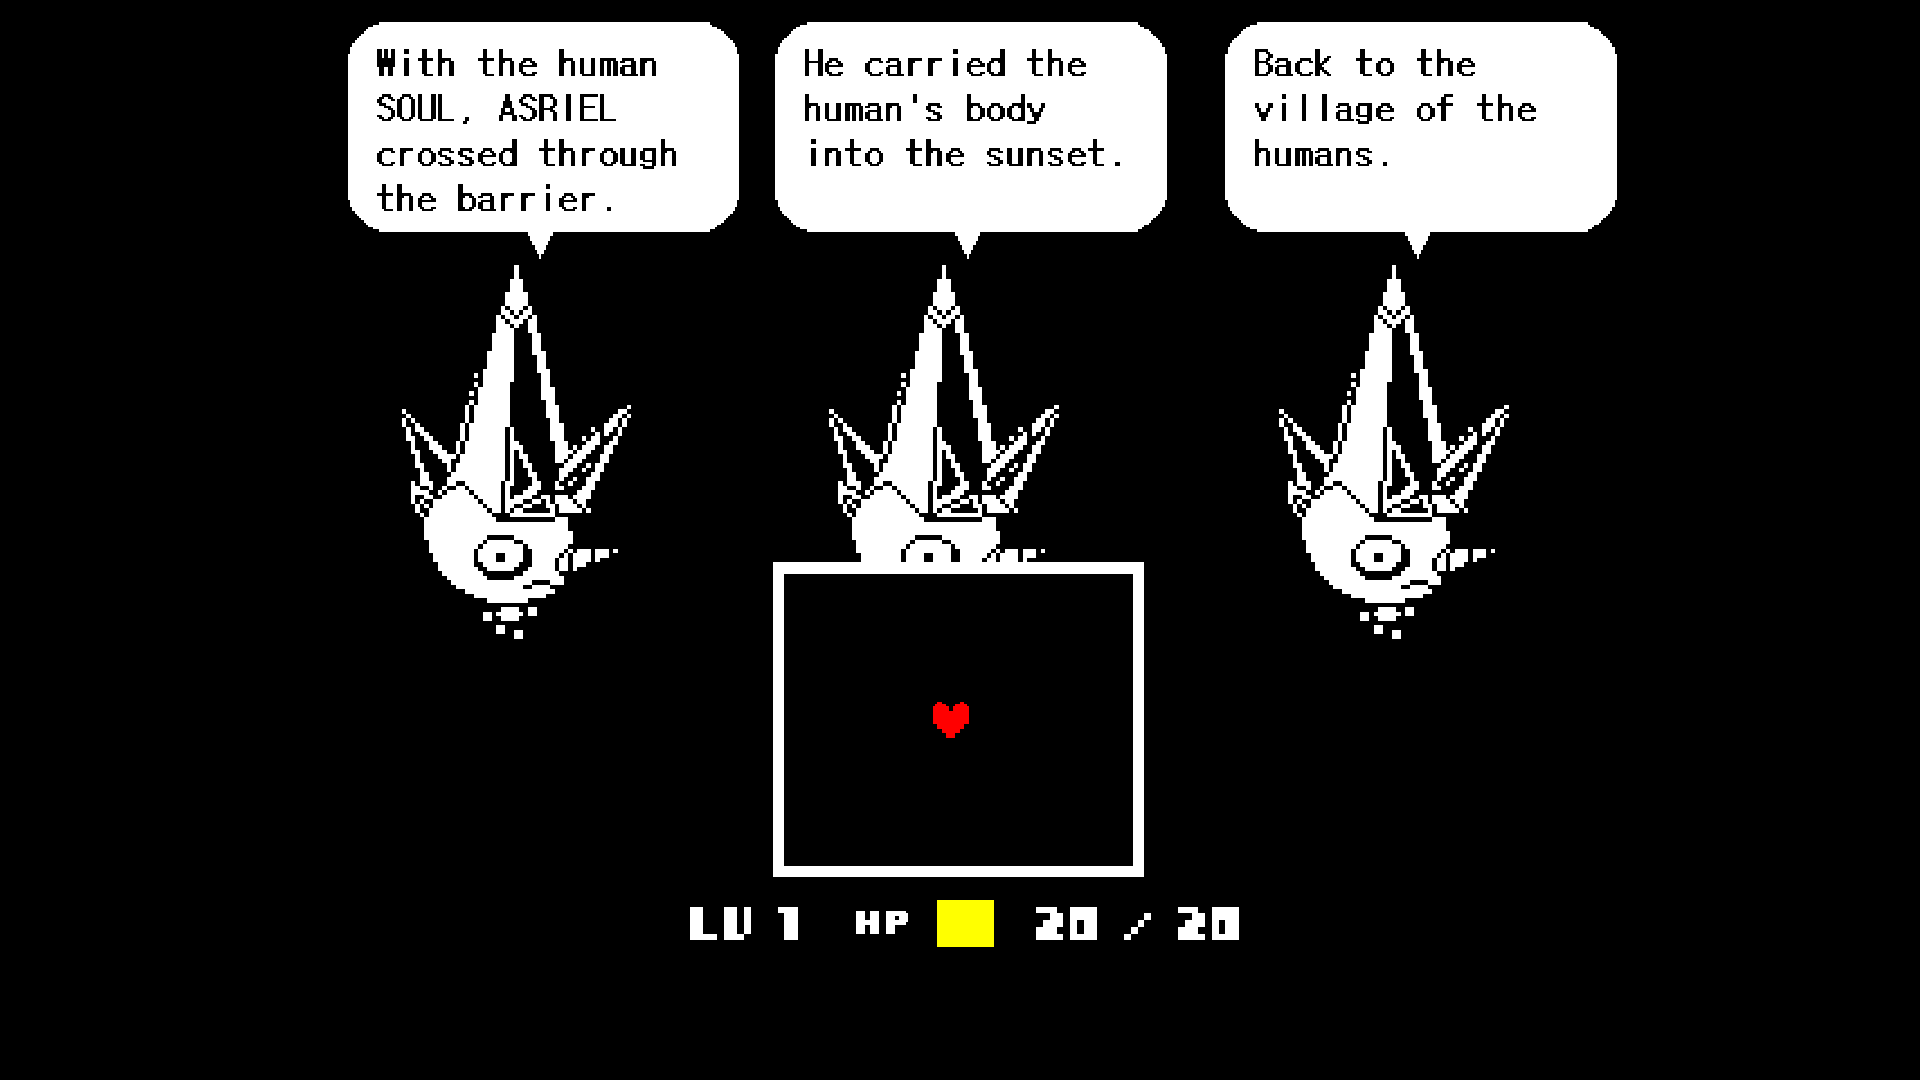 With the human
SOUL, ASRIEL
crossed through
the barrier.
He carried the
human's body
into the sunset.
Back to the
village of the
humans.
LV 1 HP 20 / 20